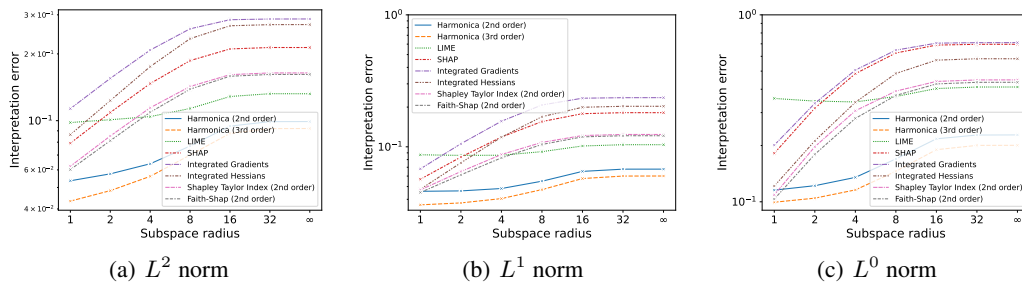 3 × 10⁻¹
2 × 10⁻¹
10⁻¹
6 × 10⁻²
4 × 10⁻²
Interpretation error
Harmonica (2nd order)
Harmonica (3rd order)
LIME
SHAP
Integrated Gradients
Integrated Hessians
Shapley Taylor Index (2nd order)
Faith-Shap (2nd order)
1 2 4 8 16 32 ∞
Subspace radius
(a) L² norm
10⁰
10⁻¹
Interpretation error
Harmonica (2nd order)
Harmonica (3rd order)
LIME
SHAP
Integrated Gradients
Integrated Hessians
Shapley Taylor Index (2nd order)
Faith-Shap (2nd order)
1 2 4 8 16 32 ∞
Subspace radius
(b) L¹ norm
10⁰
10⁻¹
Interpretation error
Harmonica (2nd order)
Harmonica (3rd order)
LIME
SHAP
Integrated Gradients
Integrated Hessians
Shapley Taylor Index (2nd order)
Faith-Shap (2nd order)
1 2 4 8 16 32 ∞
Subspace radius
(c) L⁰ norm